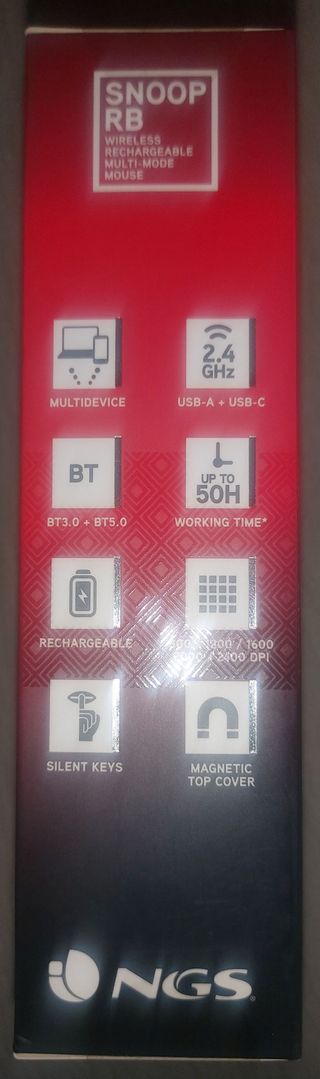 SNOOP
RB
WIRELESS
RECHARGEABLE
MULTI-MODE
MOUSE
MULTIDEVICE
2.4
GHz
USB-A + USB-C
BT
BT3.0 + BT5.0
UP TO
50H
WORKING TIME*
RECHARGEABLE
/ 1600
2400 DPI
SILENT KEYS
MAGNETIC
TOP COVER
NGS